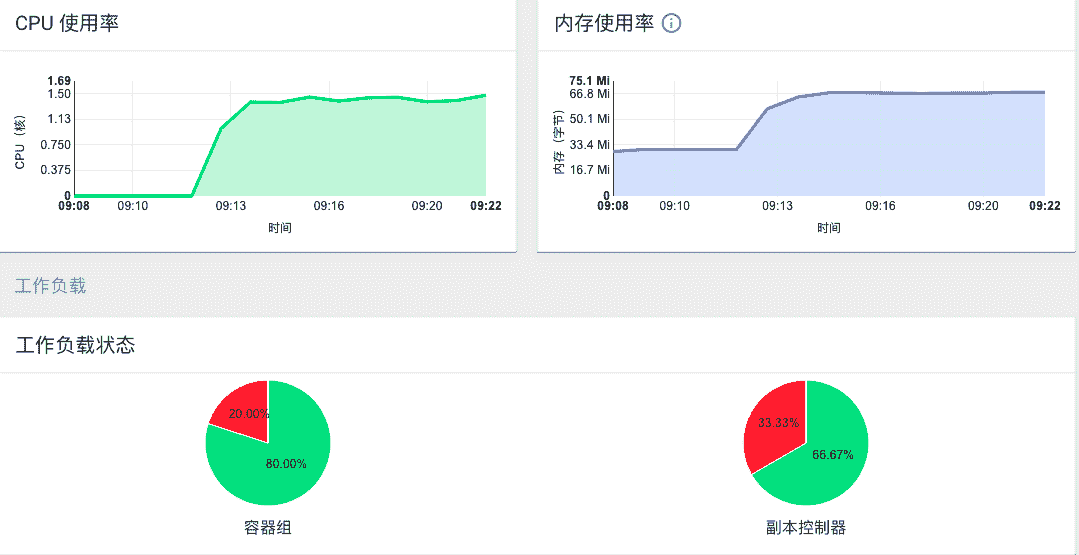 CPU 使用率
1.69
1.50
1.13
0.750
0.375
0
CPU（核）
09:08 09:10 09:13 09:16 09:20 09:22
时间
内存使用率
75.1 Mi
66.8 Mi
50.1 Mi
33.4 Mi
16.7 Mi
0
内存（字节）
09:08 09:10 09:13 09:16 09:20 09:22
时间
工作负载
工作负载状态
20.00%
80.00%
容器组
33.33%
66.67%
副本控制器